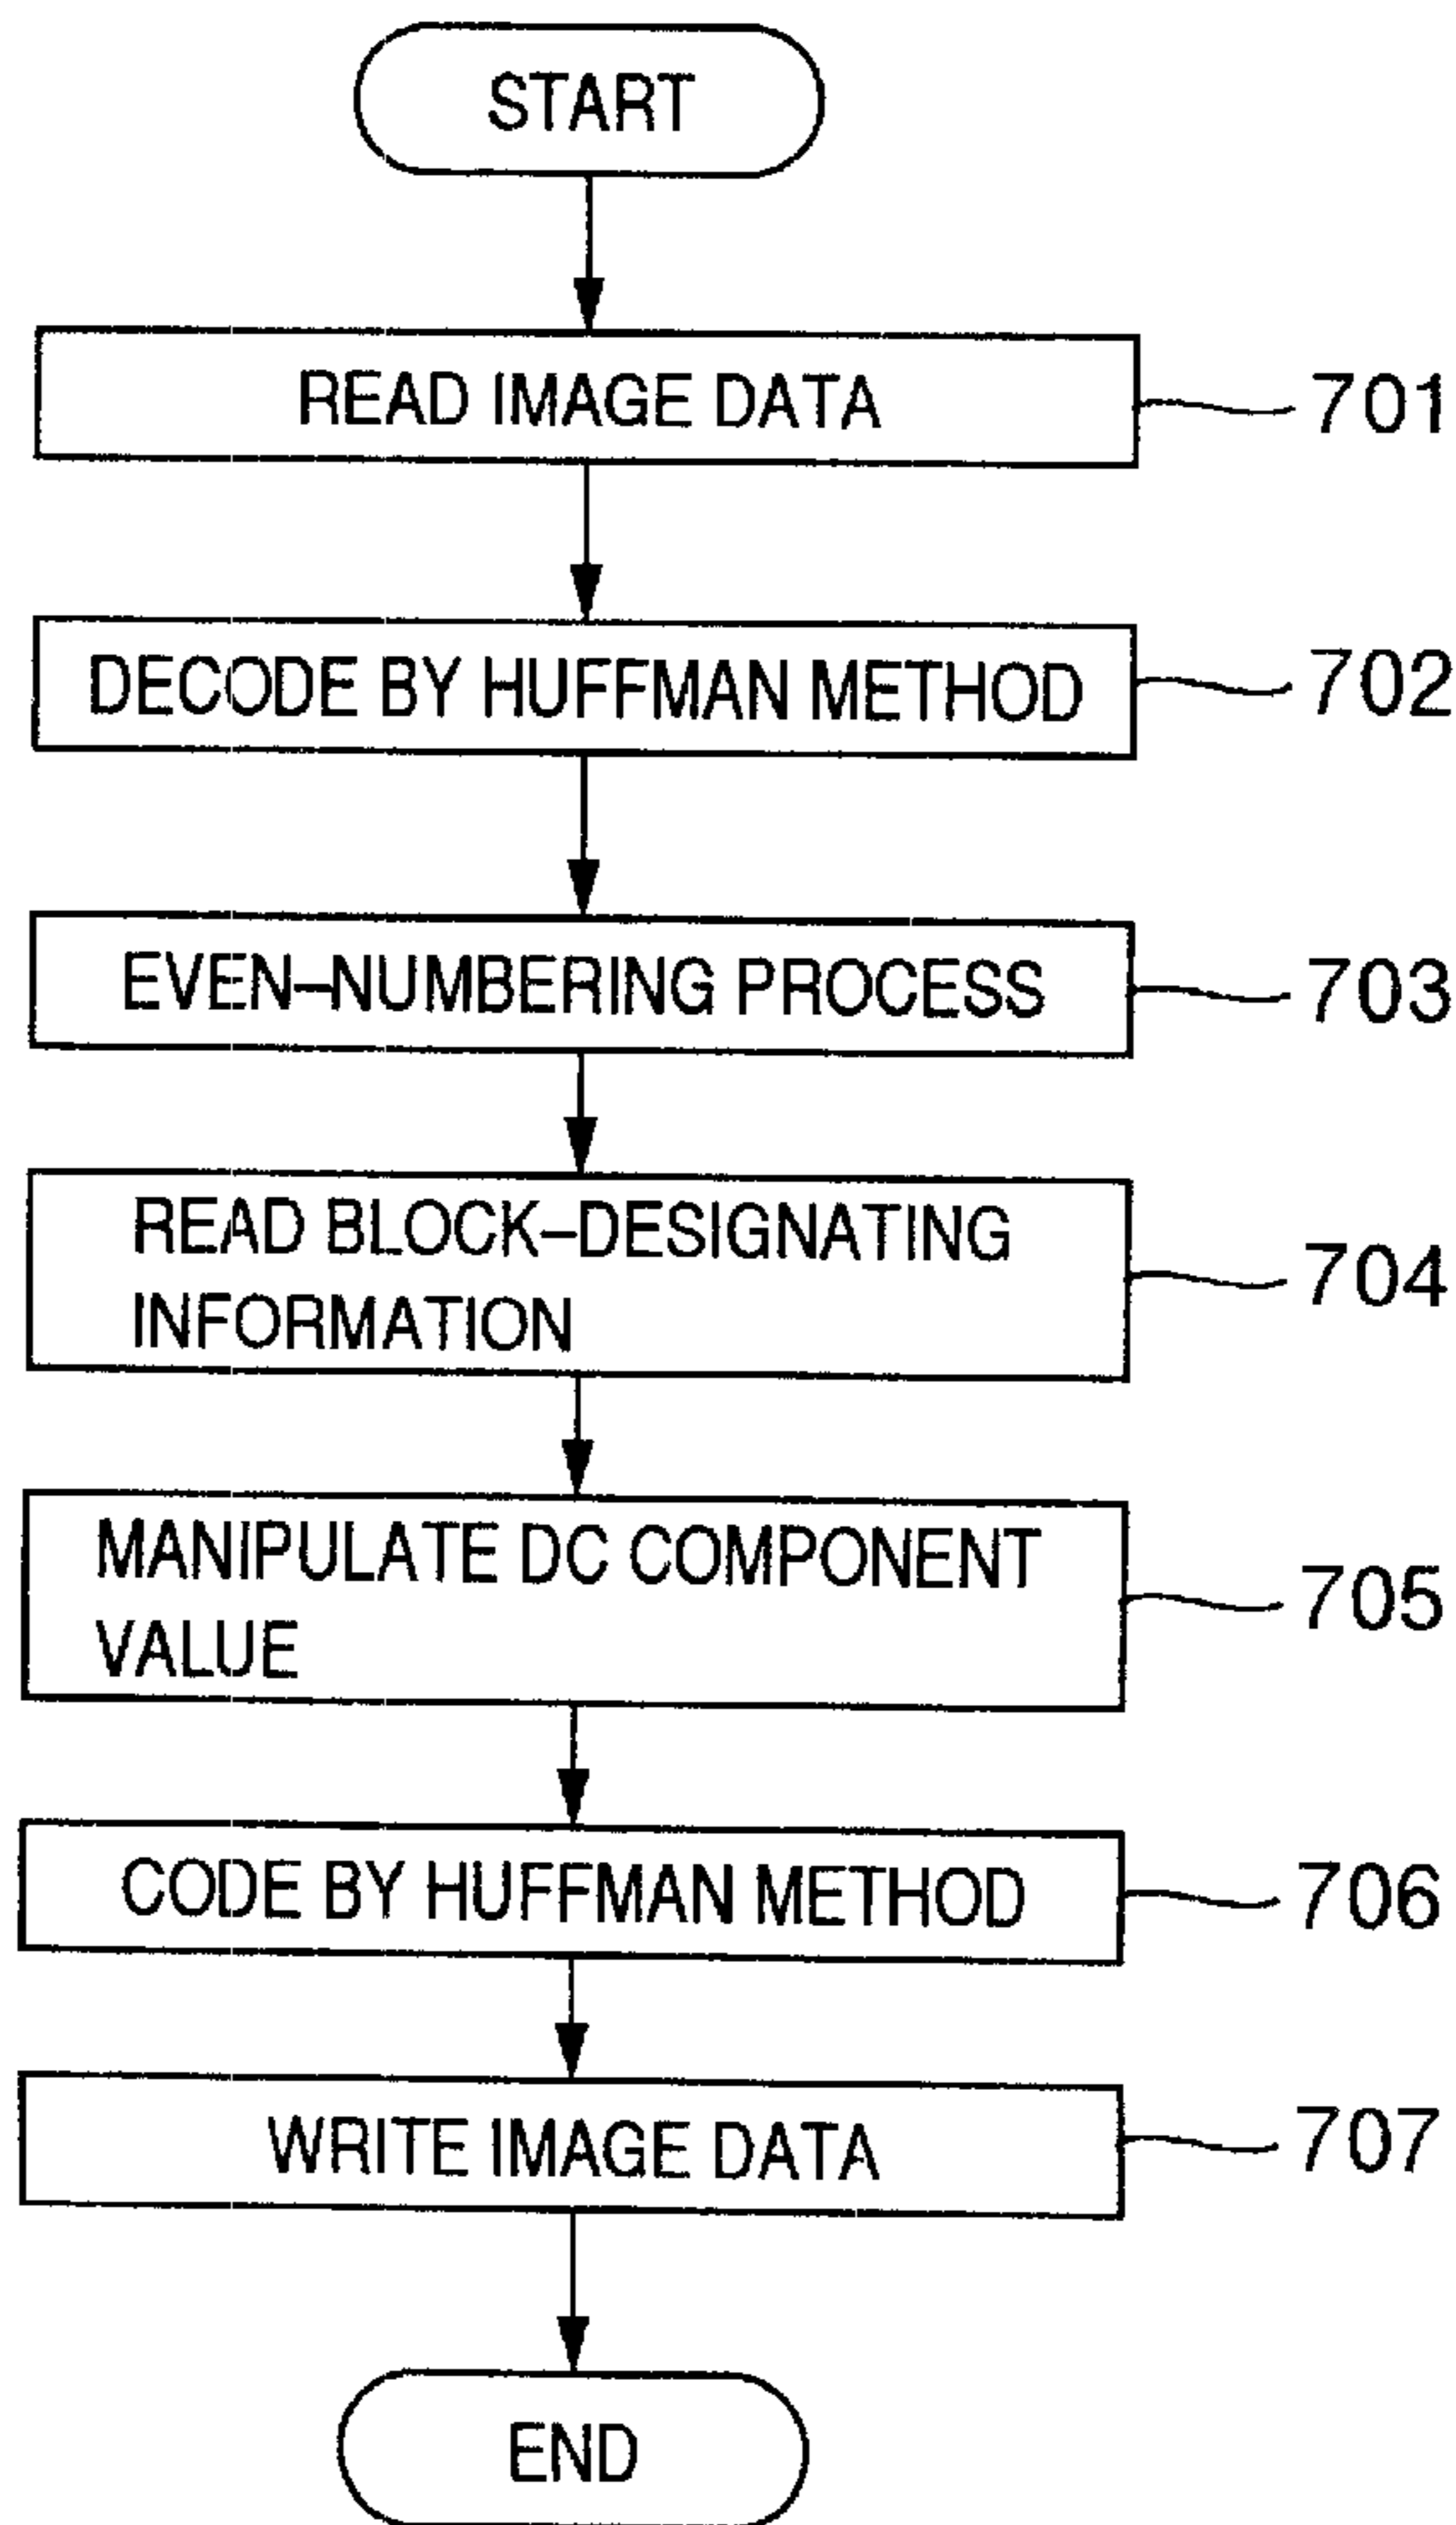 START
READ IMAGE DATA
701
DECODE BY HUFFMAN METHOD
702
EVEN–NUMBERING PROCESS
703
READ BLOCK–DESIGNATING
INFORMATION
704
MANIPULATE DC COMPONENT
VALUE
705
CODE BY HUFFMAN METHOD
706
WRITE IMAGE DATA
707
END